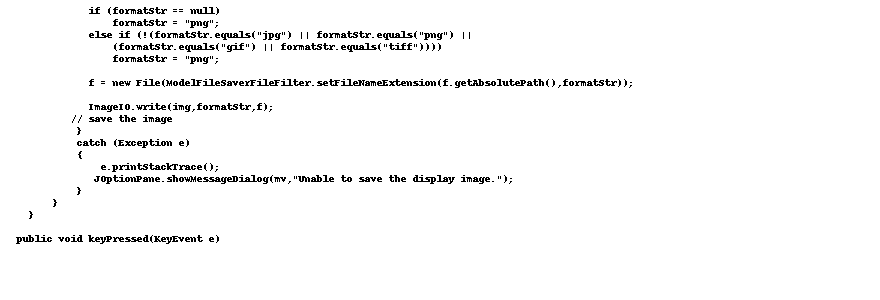 if (formatStr == null)
formatStr = "png";
else if (!(formatStr.equals("jpg") || formatStr.equals("png") ||
(formatStr.equals("gif") || formatStr.equals("tiff"))))
formatStr = "png";
f = new File(ModelFileSaverFileFilter.setFileNameExtension(f.getAbsolutePath(),formatStr));
ImageIO.write(img,formatStr,f);
// save the image
}
catch (Exception e)
{
e.printStackTrace();
JOptionPane.showMessageDialog(mv,"Unable to save the display image.");
}
}
}
public void keyPressed(KeyEvent e)